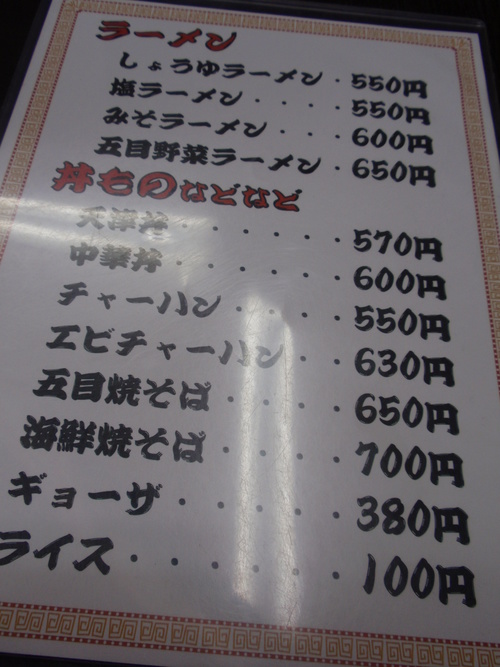 ラーメン
しょうゆラーメン・550円
塩ラーメン・・・・550円
みそラーメン・・・600円
五目野菜ラーメン・650円
丼ものなどなど
天津丼・・・・・・570円
中華丼・・・・・・600円
チャーハン・・・・550円
エビチャーハン・・630円
五目焼そば・・・・650円
海鮮焼そば・・・・700円
ギョーザ・・・・・380円
ライス・・・・・・100円